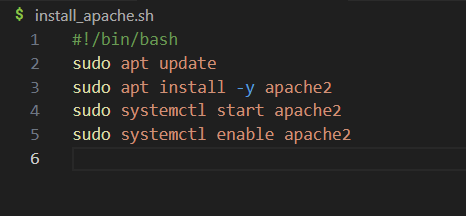 $ install_apache.sh
1 #!/bin/bash
2 sudo apt update
3 sudo apt install -y apache2
4 sudo systemctl start apache2
5 sudo systemctl enable apache2
6